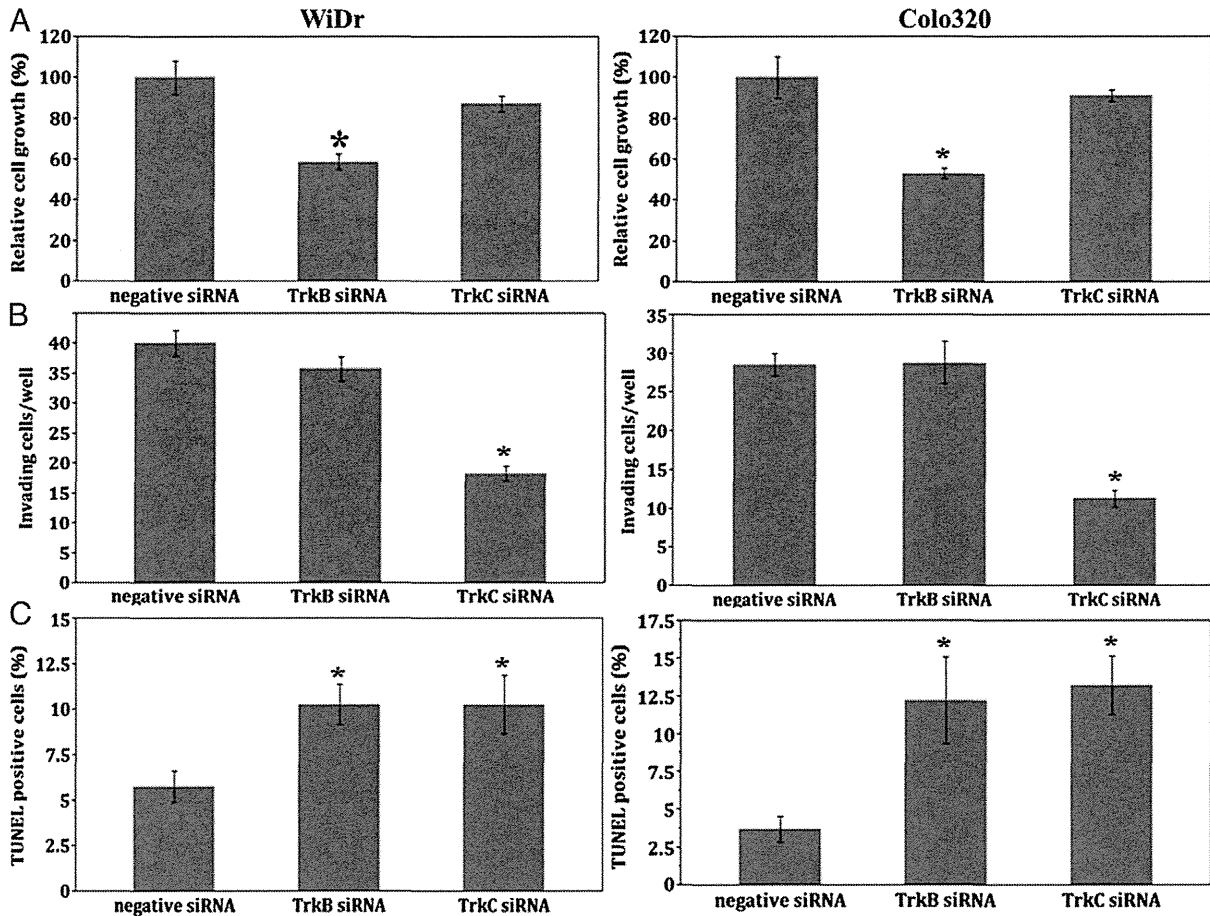 A
WiDr
Colo320
Relative cell growth (%)
120
100
80
60
40
20
0
*
negative siRNA
TrkB siRNA
TrkC siRNA
Relative cell growth (%)
120
100
80
60
40
20
0
*
negative siRNA
TrkB siRNA
TrkC siRNA
B
Invading cells/well
40
35
30
25
20
15
10
5
0
*
negative siRNA
TrkB siRNA
TrkC siRNA
Invading cells/well
35
30
25
20
15
10
5
0
*
negative siRNA
TrkB siRNA
TrkC siRNA
C
TUNEL positive cells (%)
15
12.5
10
7.5
5
2.5
0
*
*
negative siRNA
TrkB siRNA
TrkC siRNA
TUNEL positive cells (%)
17.5
15
12.5
10
7.5
5
2.5
0
*
*
negative siRNA
TrkB siRNA
TrkC siRNA